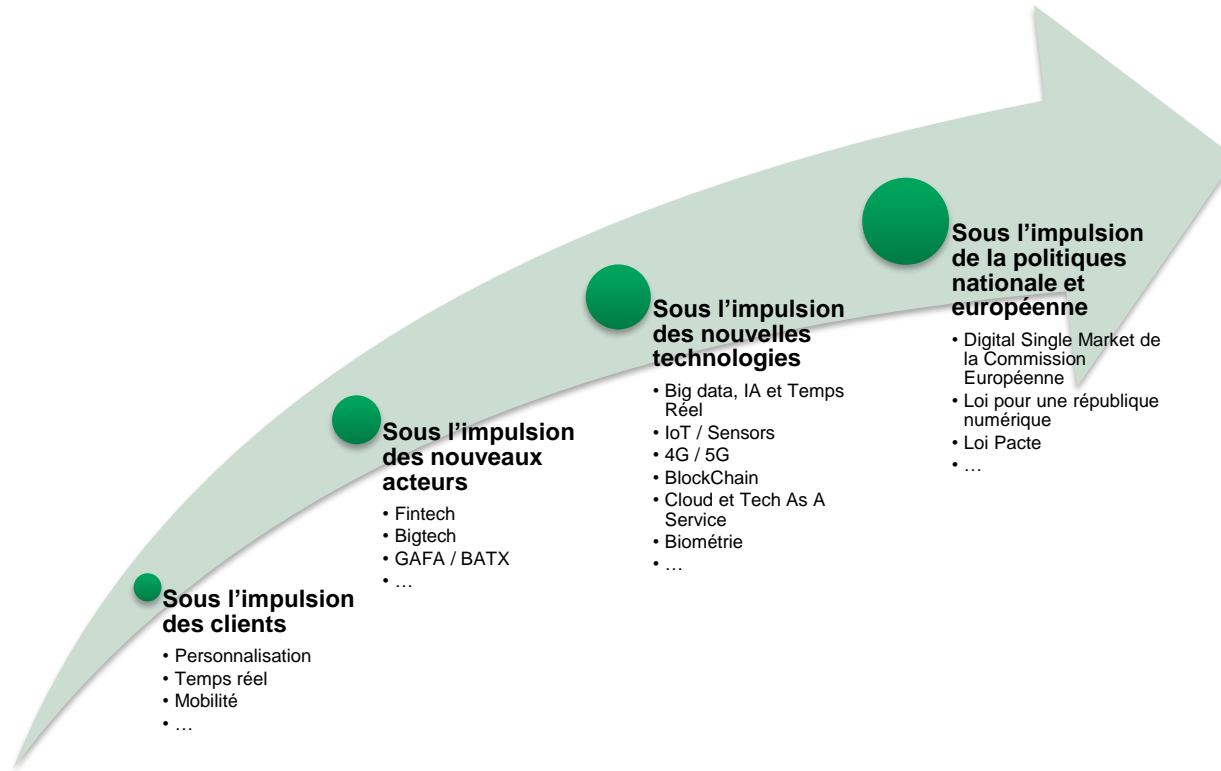 Sous l'impulsion
des clients
• Personnalisation
• Temps réel
• Mobilité
• …
Sous l'impulsion
des nouveaux
acteurs
• Fintech
• Bigtech
• GAFA / BATX
• …
Sous l'impulsion
des nouvelles
technologies
• Big data, IA et Temps
Réel
• IoT / Sensors
• 4G / 5G
• BlockChain
• Cloud et Tech As A
Service
• Biométrie
• …
Sous l'impulsion
de la politiques
nationale et
européenne
• Digital Single Market de
la Commission
Européenne
• Loi pour une république
numérique
• Loi Pacte
• …